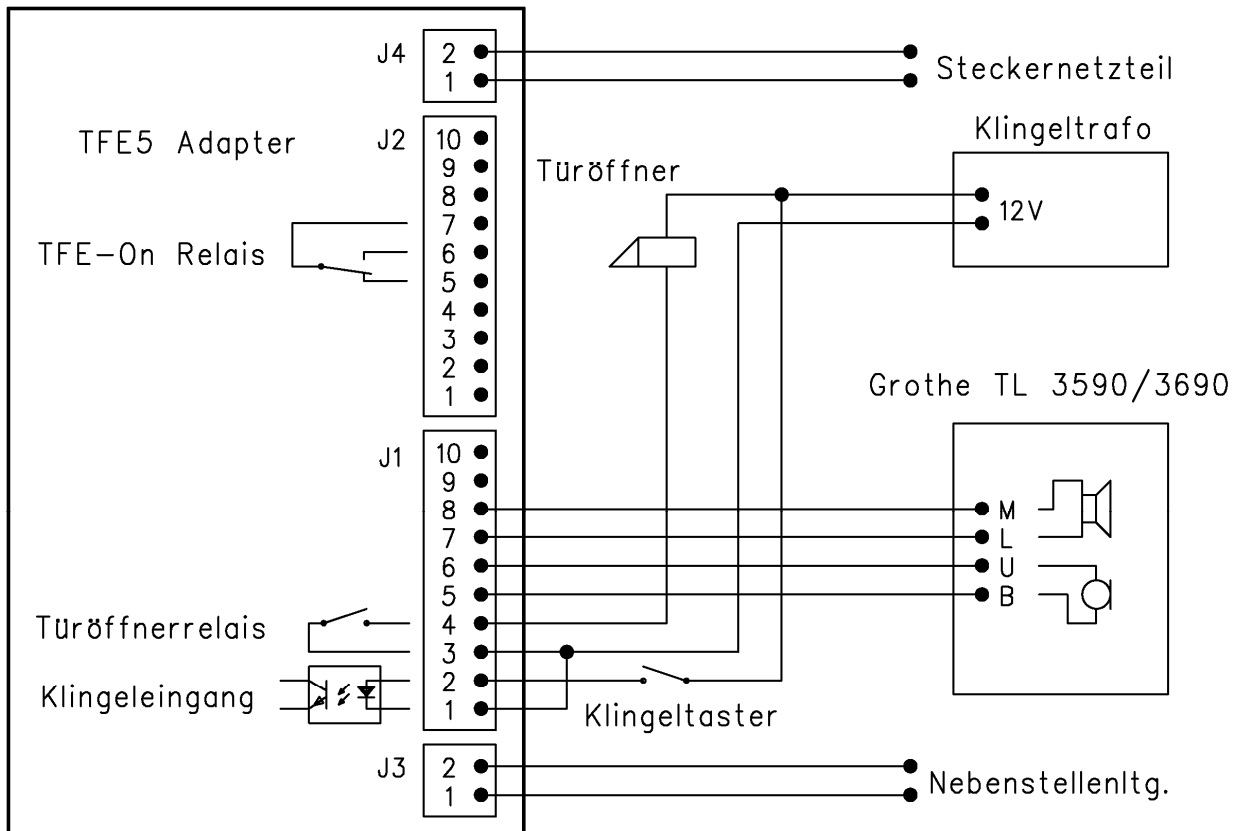 J4
2
1
Steckernetzteil
TFE5 Adapter
J2
10
9
8
7
6
5
4
3
2
1
TFE-On Relais
Türöffner
Klingeltrafo
12V
Grothe TL 3590/3690
J1
10
9
8
7
6
5
4
3
2
1
M
L
U
B
Türöffnerrelais
Klingeleingang
Klingeltaster
J3
2
1
Nebenstellenltg.